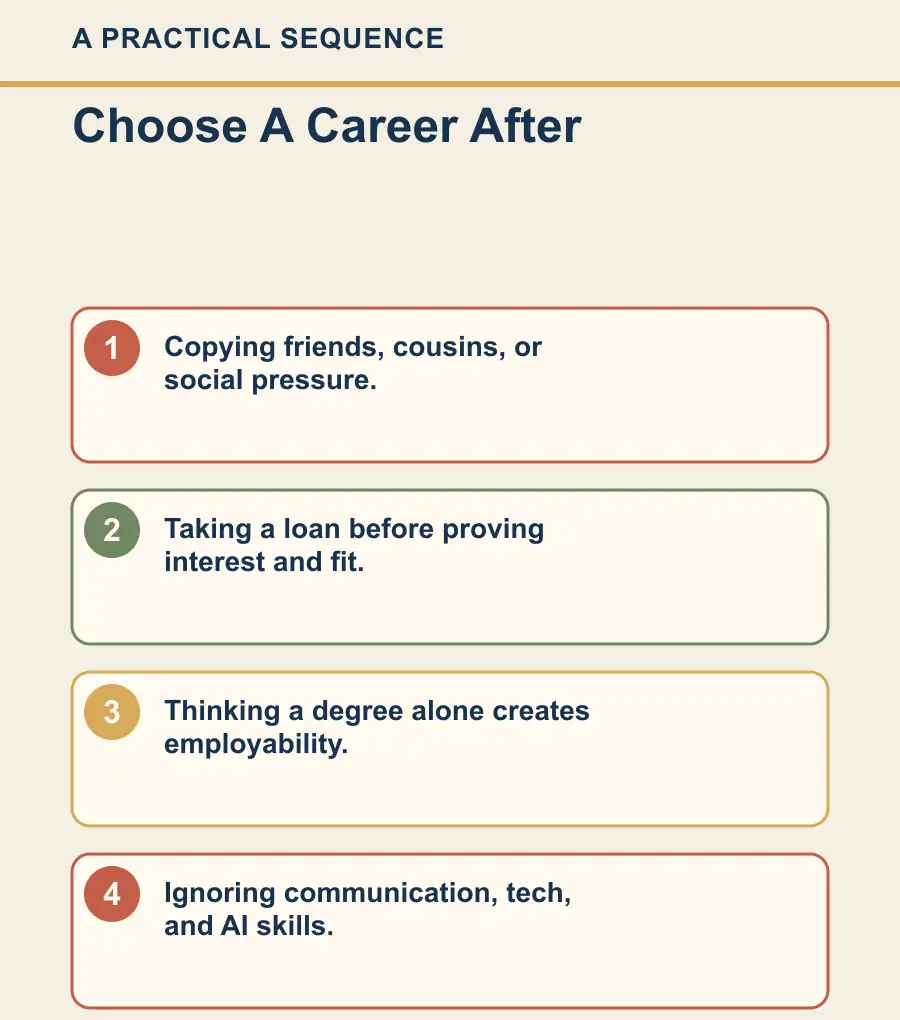 A PRACTICAL SEQUENCE
Choose A Career After
1
Copying friends, cousins, or
social pressure.
2
Taking a loan before proving
interest and fit.
3
Thinking a degree alone creates
employability.
4
Ignoring communication, tech,
and AI skills.